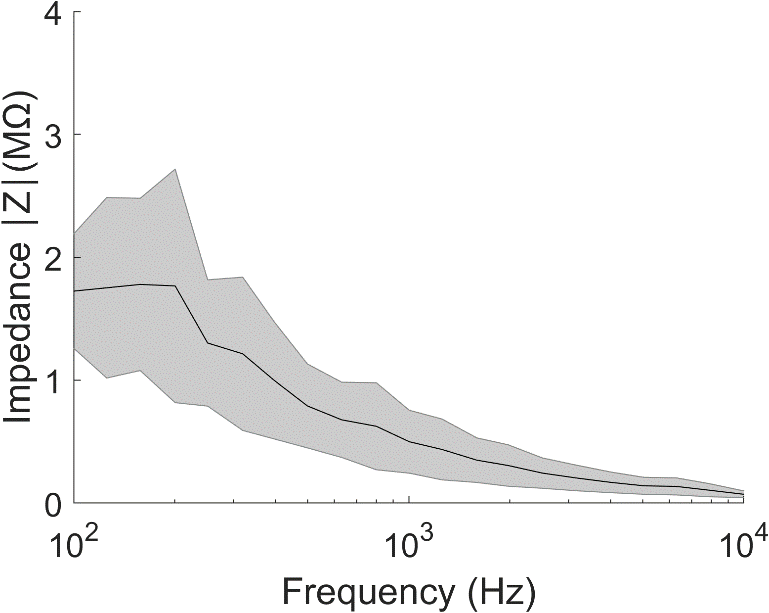 4
3
2
1
0
Impedance |Z|(MΩ)
10² 10³ 10⁴
Frequency (Hz)